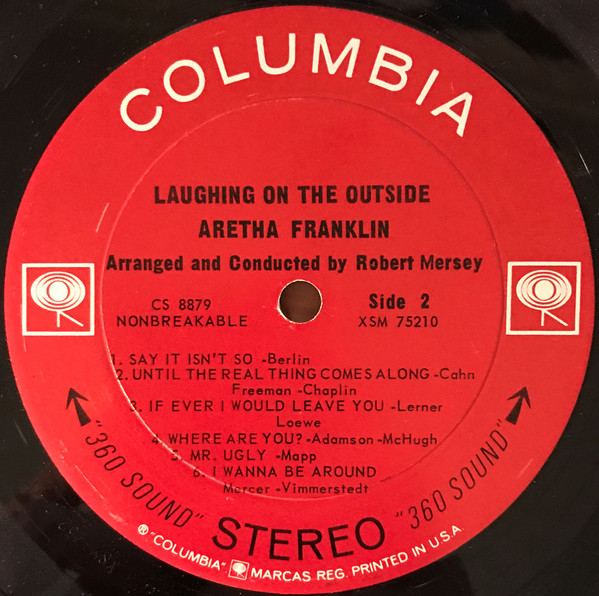 COLUMBIA
LAUGHING ON THE OUTSIDE
ARETHA FRANKLIN
Arranged and Conducted by Robert Mersey
CS 8879 Side 2
NONBREAKABLE XSM 75210
1. SAY IT ISN'T SO -Berlin
2. UNTIL THE REAL THING COMES ALONG -Cahn
Freeman -Chaplin
3. IF EVER I WOULD LEAVE YOU -Lerner
Loewe
4. WHERE ARE YOU? -Adamson -McHugh
5. MR. UGLY -Mapp
6. I WANNA BE AROUND
Mercer -Vimmerstedt
"360 SOUND" STEREO "360 SOUND"
® "COLUMBIA" MARCAS REG. PRINTED IN U.S.A.